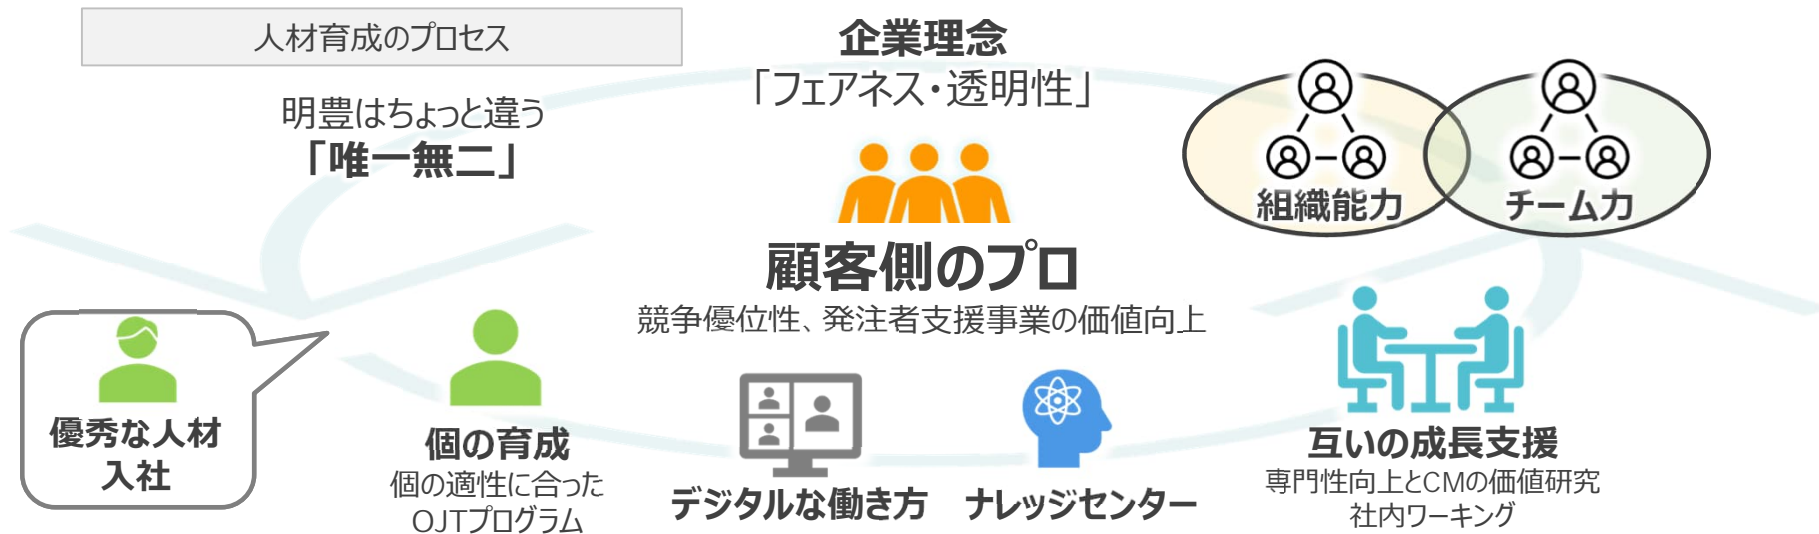 人材育成のプロセス
企業理念
「フェアネス・透明性」
明豊はちょっと違う
「唯一無二」
組織能力
チーム力
顧客側のプロ
競争優位性、発注者支援事業の価値向上
優秀な人材
入社
個の育成
個の適性に合った
OJTプログラム
デジタルな働き方
ナレッジセンター
互いの成長支援
専門性向上とCMの価値研究
社内ワーキング